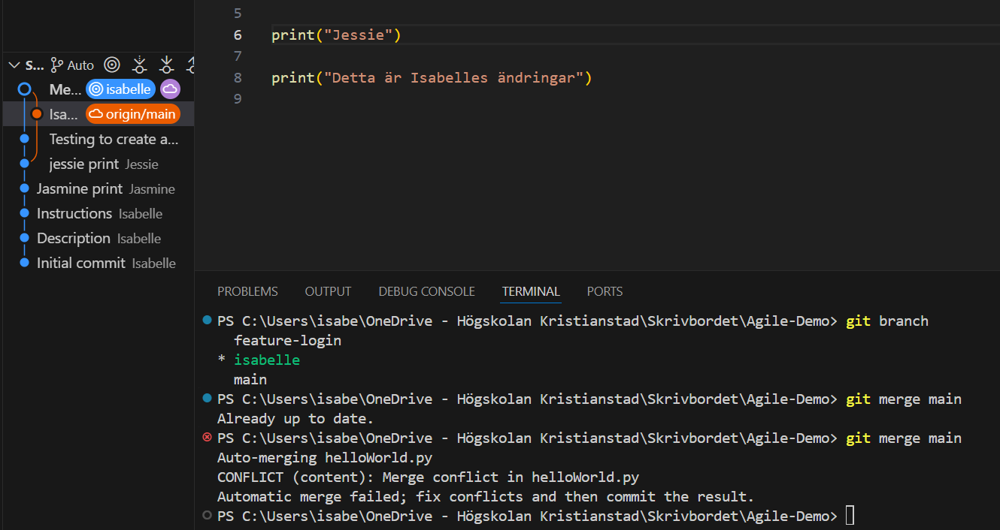 5
6 print("Jessie")
7
8 print("Detta är Isabelles ändringar")
9
S... Auto
Me... isabelle
Isa... origin/main
Testing to create a...
jessie print Jessie
Jasmine print Jasmine
Instructions Isabelle
Description Isabelle
Initial commit Isabelle
PROBLEMS OUTPUT DEBUG CONSOLE TERMINAL PORTS
PS C:\Users\isabe\OneDrive - Högskolan Kristianstad\Skrivbordet\Agile-Demo> git branch
feature-login
* isabelle
main
PS C:\Users\isabe\OneDrive - Högskolan Kristianstad\Skrivbordet\Agile-Demo> git merge main
Already up to date.
PS C:\Users\isabe\OneDrive - Högskolan Kristianstad\Skrivbordet\Agile-Demo> git merge main
Auto-merging helloWorld.py
CONFLICT (content): Merge conflict in helloWorld.py
Automatic merge failed; fix conflicts and then commit the result.
PS C:\Users\isabe\OneDrive - Högskolan Kristianstad\Skrivbordet\Agile-Demo>